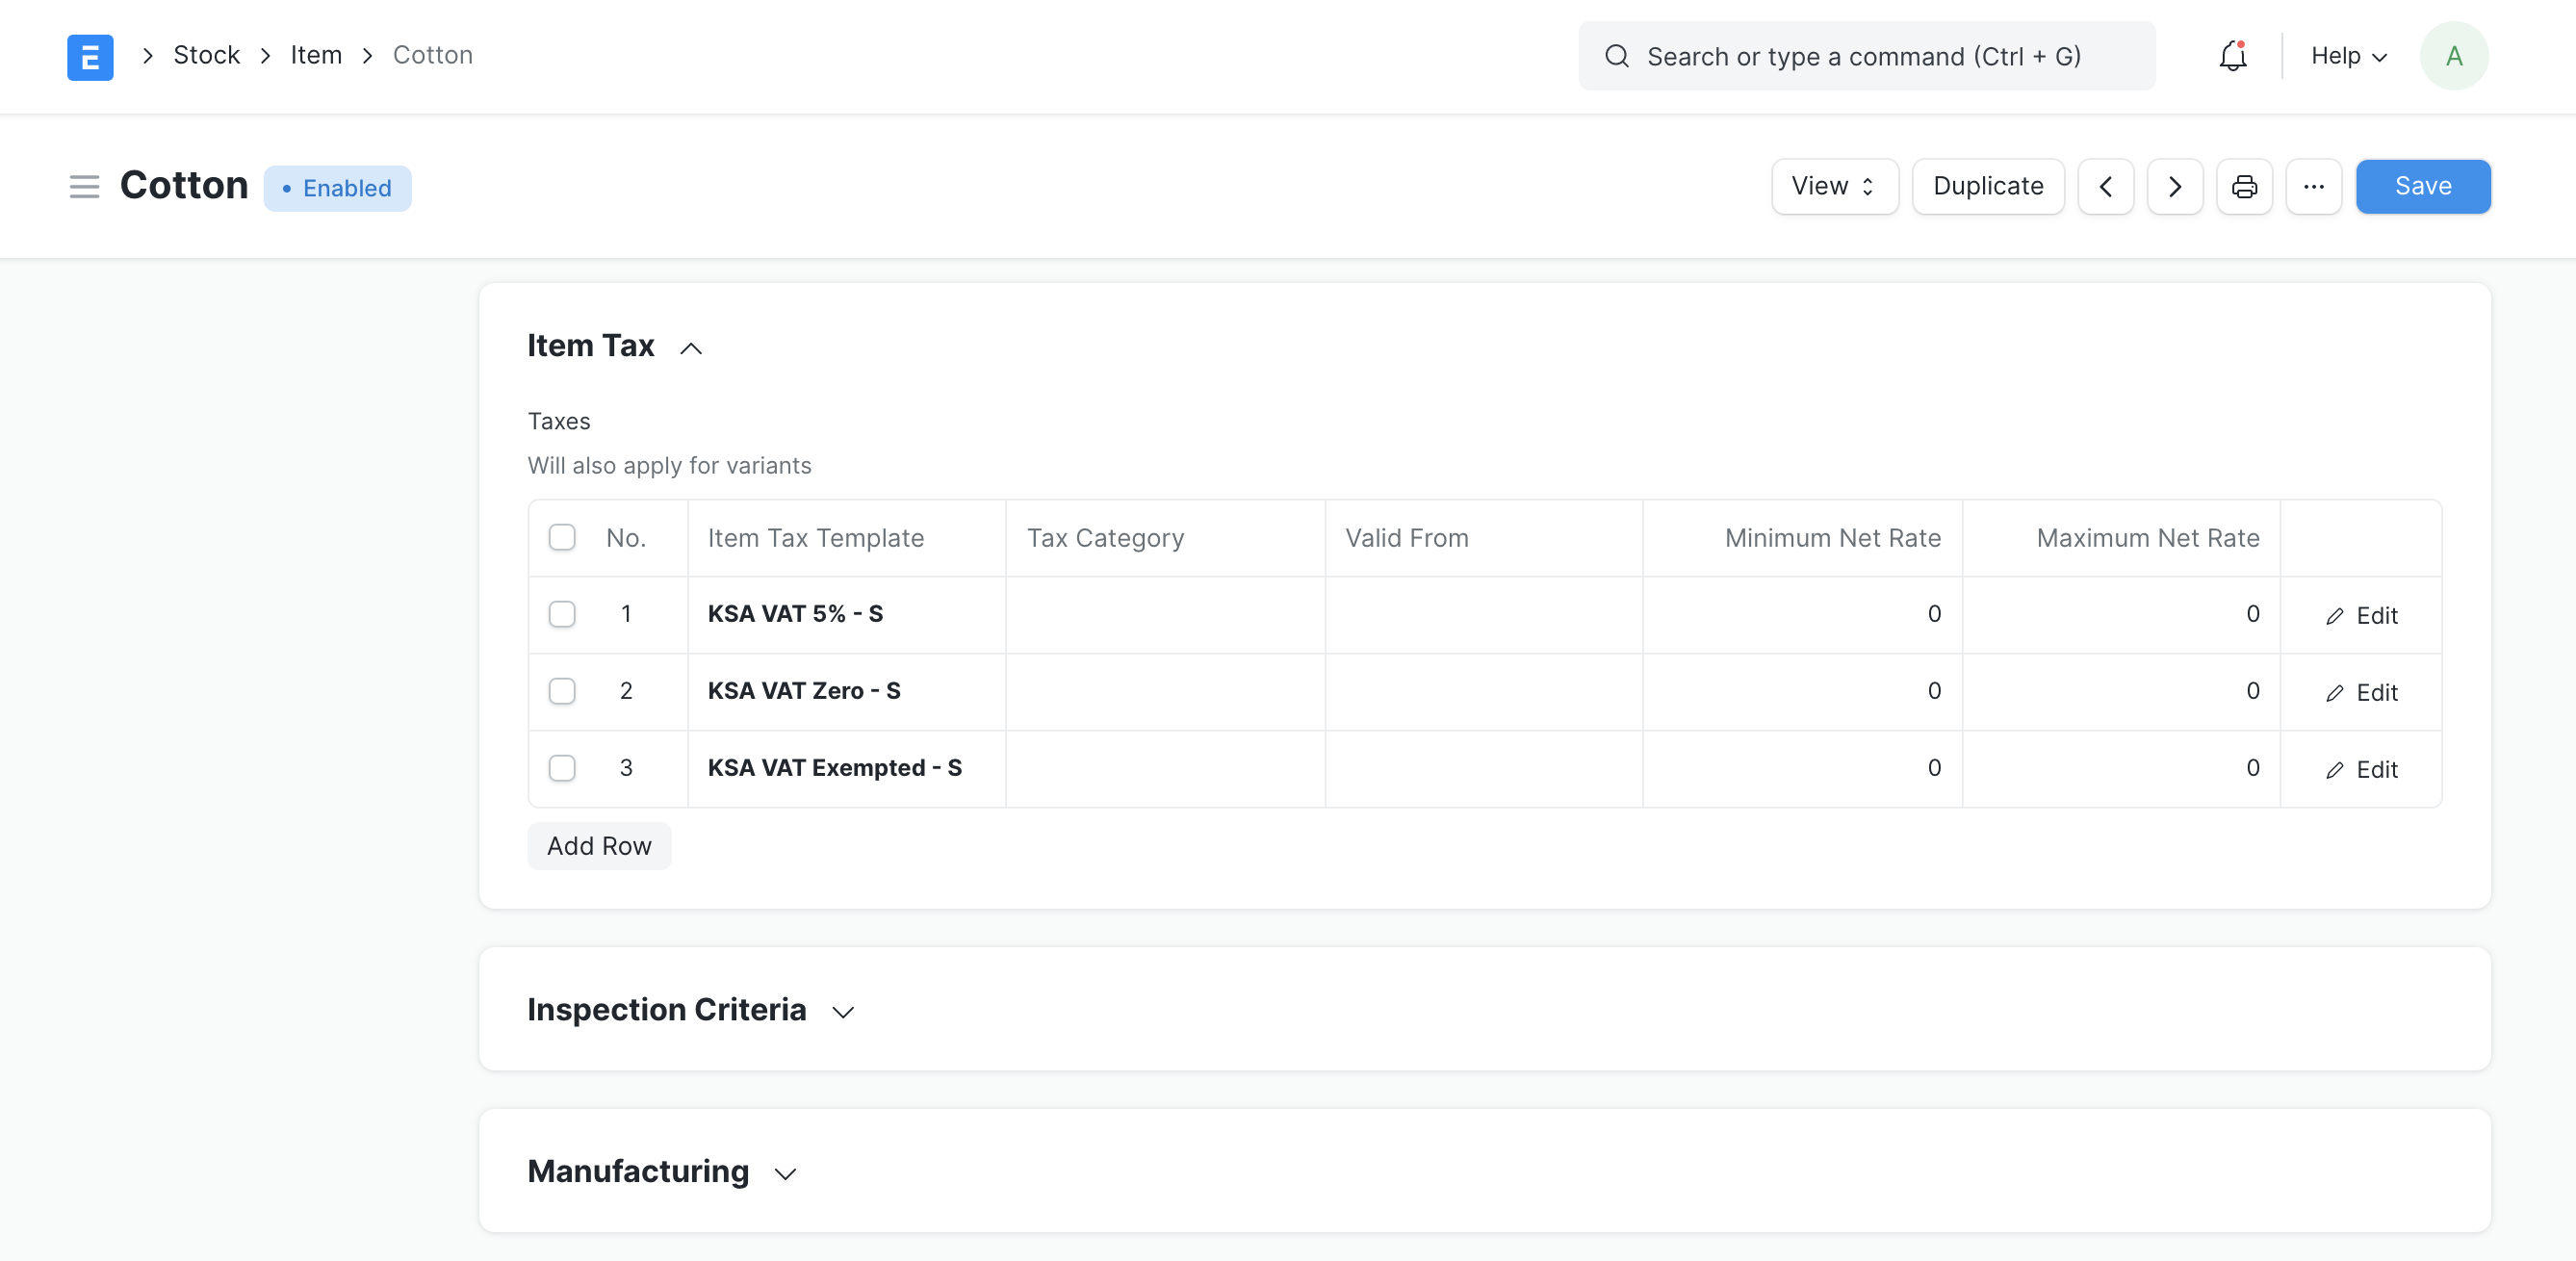 E Stock Item Cotton Search or type a command (Ctrl + G) Help A
Cotton Enabled View Duplicate ... Save
Item Tax
Taxes
Will also apply for variants
No. Item Tax Template Tax Category Valid From Minimum Net Rate Maximum Net Rate
1 KSA VAT 5% - S 0 0 Edit
2 KSA VAT Zero - S 0 0 Edit
3 KSA VAT Exempted - S 0 0 Edit
Add Row
Inspection Criteria
Manufacturing